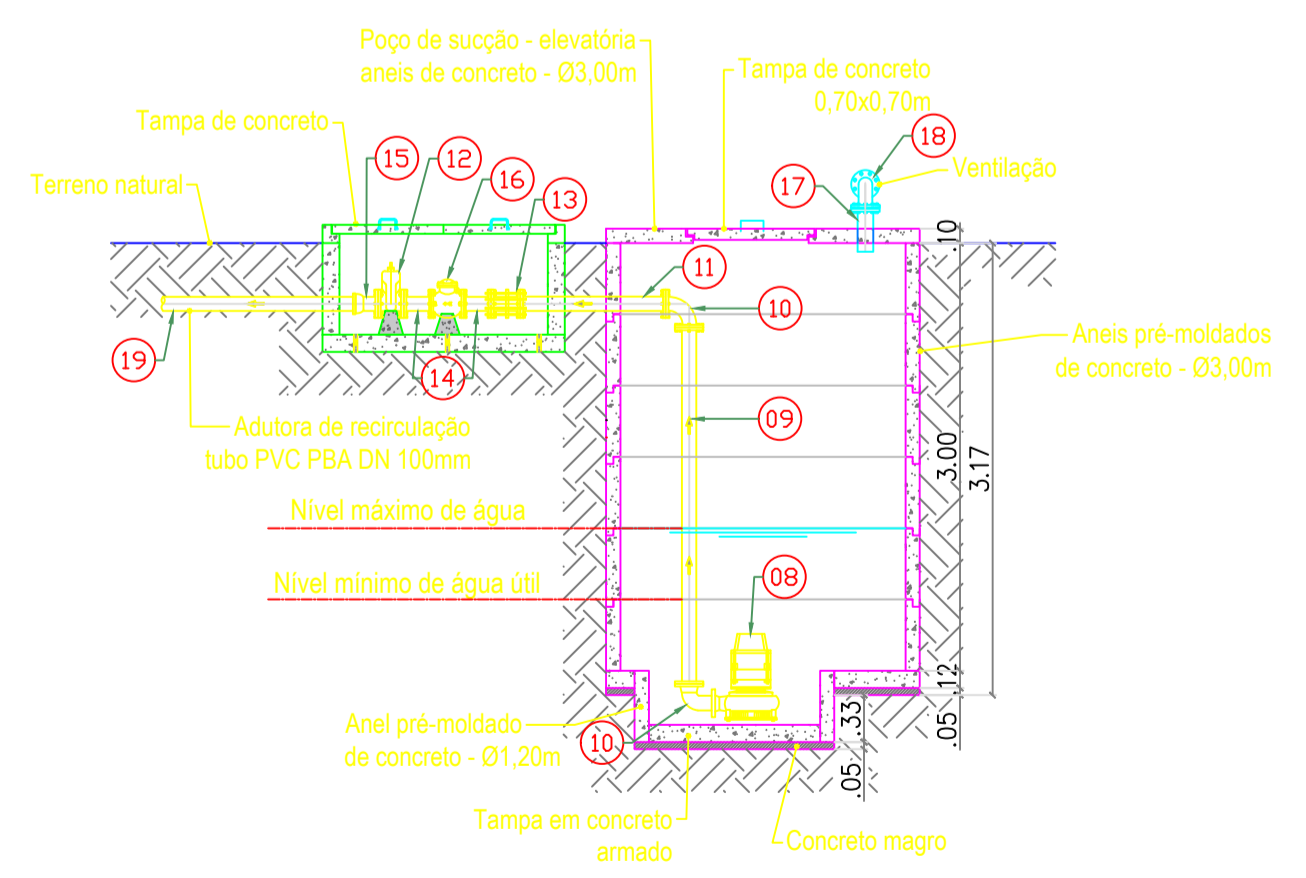 Poço de sucção - elevatória
aneis de concreto - Ø3,00m
Tampa de concreto
0,70x0,70m
Tampa de concreto
Terreno natural
15
12
16
13
17
18
Ventilação
10
11
10
19
14
Aneis pré-moldados
de concreto - Ø3,00m
Adutora de recirculação
tubo PVC PBA DN 100mm
09
3.00
3.17
Nível máximo de água
Nível mínimo de água útil
08
.12
.05
.33
.05
Anel pré-moldado
de concreto - Ø1,20m
10
Tampa em concreto
armado
Concreto magro